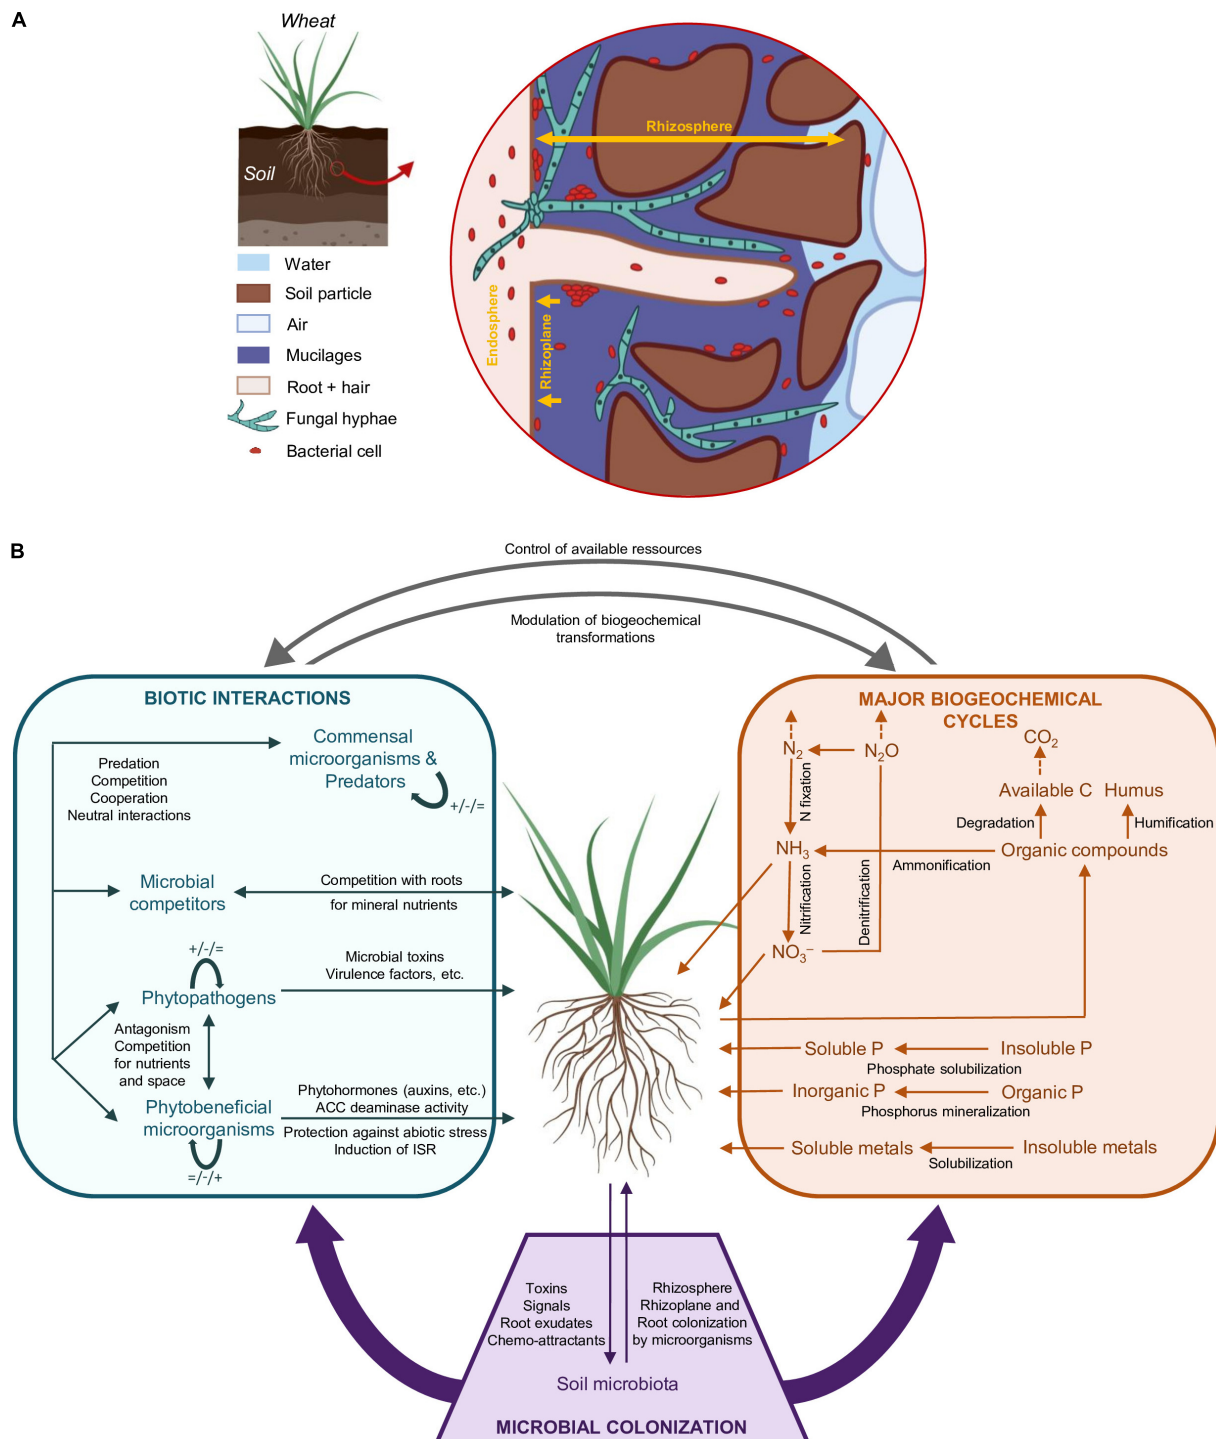 A
Wheat
Soil
Water
Soil particle
Air
Mucilages
Root + hair
Fungal hyphae
Bacterial cell
Rhizosphere
Endosphere
Rhizoplane
B
Control of available ressources
Modulation of biogeochemical
transformations
BIOTIC INTERACTIONS
Commensal
microorganisms &
Predators
+/-/=
Predation
Competition
Cooperation
Neutral interactions
Microbial
competitors
Competition with roots
for mineral nutrients
+/-/=
Phytopathogens
Microbial toxins
Virulence factors, etc.
Antagonism
Competition
for nutrients
and space
Phytobeneficial
microorganisms
=/-/+
Phytohormones (auxins, etc.)
ACC deaminase activity
Protection against abiotic stress
Induction of ISR
MAJOR BIOGEOCHEMICAL
CYCLES
N₂
N₂O
CO₂
N fixation
Available C
Humus
Degradation
Humification
NH₃
Ammonification
Organic compounds
Nitrification
Denitrification
NO₃⁻
Soluble P
Insoluble P
Phosphate solubilization
Inorganic P
Organic P
Phosphorus mineralization
Soluble metals
Insoluble metals
Solubilization
Toxins
Signals
Root exudates
Chemo-attractants
Rhizosphere
Rhizoplane and
Root colonization
by microorganisms
Soil microbiota
MICROBIAL COLONIZATION